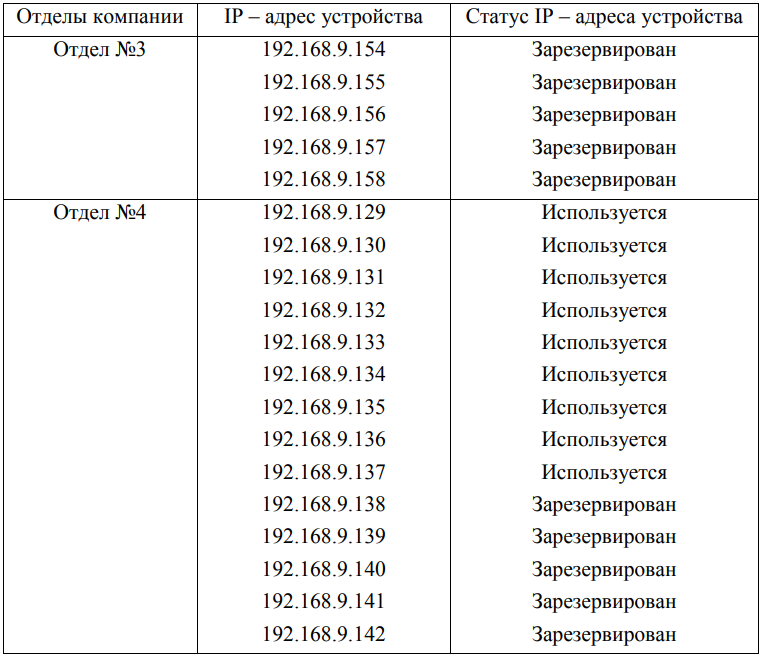 Отделы компании IP – адрес устройства Статус IP – адреса устройства
Отдел №3 192.168.9.154 Зарезервирован
192.168.9.155 Зарезервирован
192.168.9.156 Зарезервирован
192.168.9.157 Зарезервирован
192.168.9.158 Зарезервирован
Отдел №4 192.168.9.129 Используется
192.168.9.130 Используется
192.168.9.131 Используется
192.168.9.132 Используется
192.168.9.133 Используется
192.168.9.134 Используется
192.168.9.135 Используется
192.168.9.136 Используется
192.168.9.137 Используется
192.168.9.138 Зарезервирован
192.168.9.139 Зарезервирован
192.168.9.140 Зарезервирован
192.168.9.141 Зарезервирован
192.168.9.142 Зарезервирован